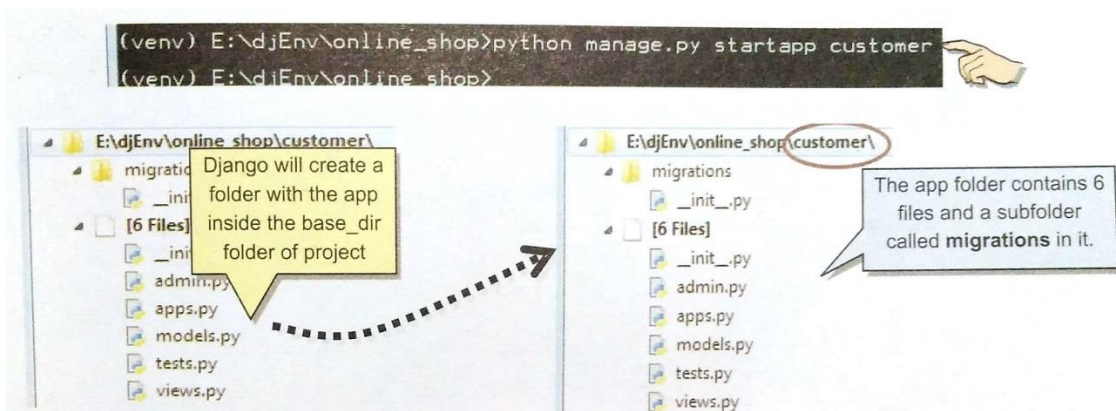 (venv) E:\djEnv\online_shop>python manage.py startapp customer
(venv) E:\djEnv\online_shop>
E:\djEnv\online_shop\customer\
Django will create a
folder with the app
inside the base_dir
folder of project
[6 Files]
admin.py
apps.py
models.py
tests.py
views.py
E:\djEnv\online_shop\customer\
migrations
__init__.py
[6 Files]
__init__.py
admin.py
apps.py
models.py
tests.py
views.py
The app folder contains 6
files and a subfolder
called migrations in it.